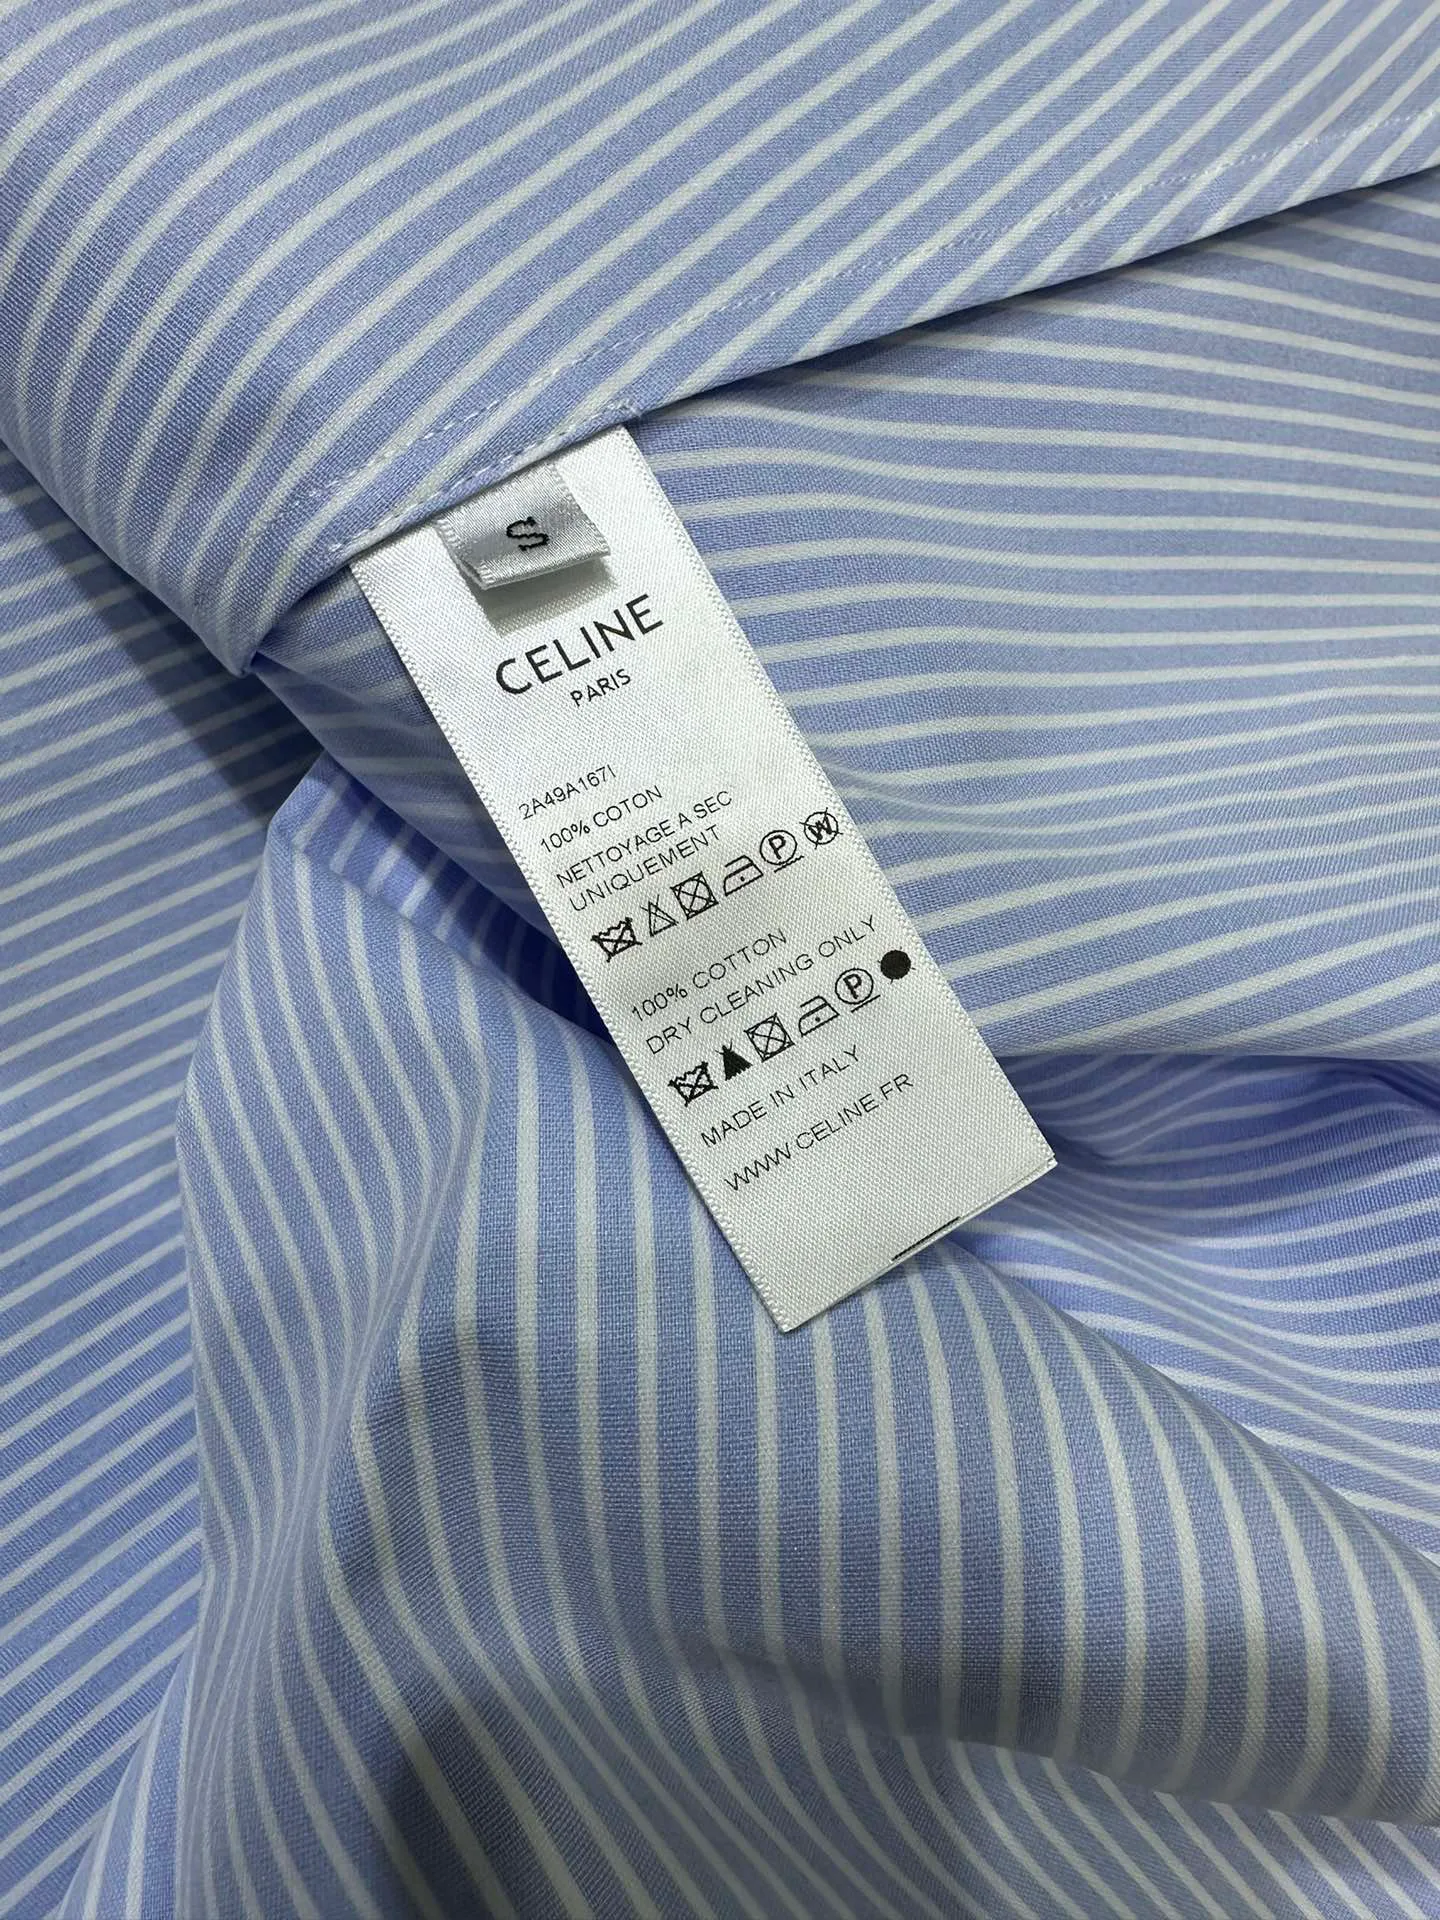 S
CELINE
PARIS
2A49A167I
100% COTON
NETTOYAGE A SEC
UNIQUEMENT
P W
100% COTTON
DRY CLEANING ONLY
P
MADE IN ITALY
WWW.CELINE.FR